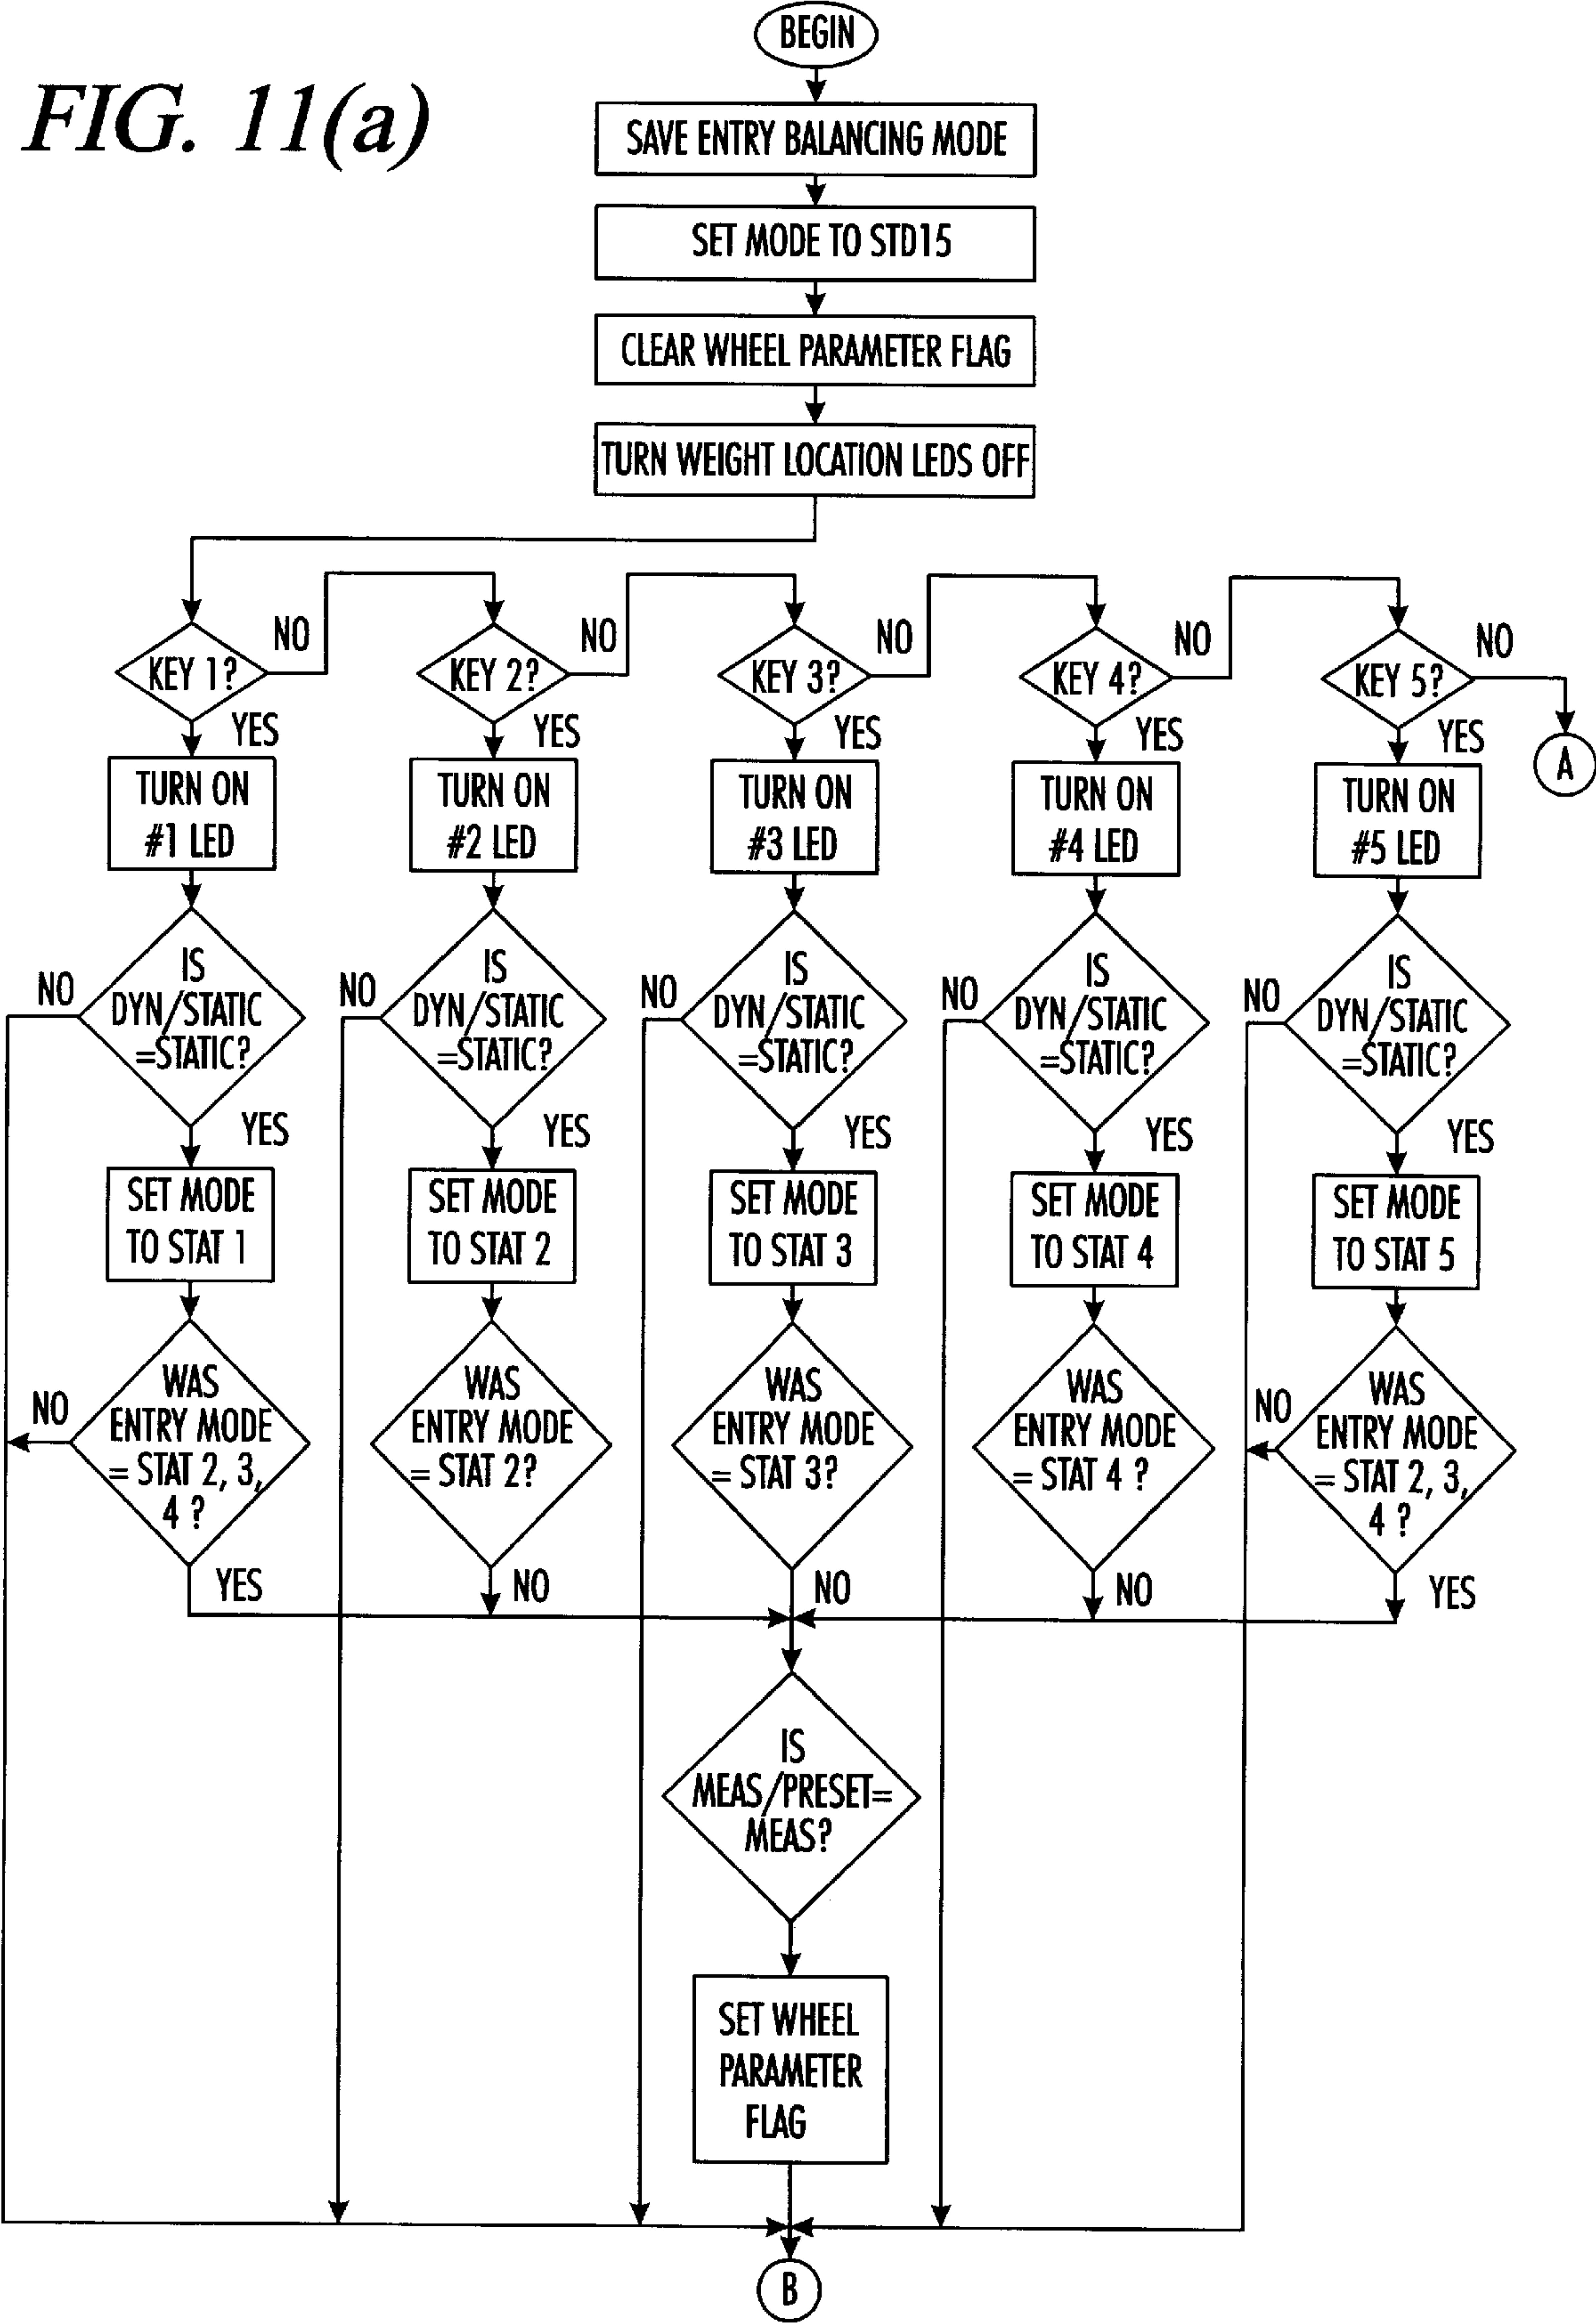 FIG. 11(a)
BEGIN
SAVE ENTRY BALANCING MODE
SET MODE TO STD15
CLEAR WHEEL PARAMETER FLAG
TURN WEIGHT LOCATION LEDS OFF
KEY 1?
NO
YES
KEY 2?
NO
YES
KEY 3?
NO
YES
KEY 4?
NO
YES
KEY 5?
NO
YES
A
TURN ON
#1 LED
TURN ON
#2 LED
TURN ON
#3 LED
TURN ON
#4 LED
TURN ON
#5 LED
NO
IS
DYN/STATIC
=STATIC?
YES
NO
IS
DYN/STATIC
=STATIC?
YES
NO
IS
DYN/STATIC
=STATIC?
YES
NO
IS
DYN/STATIC
=STATIC?
YES
NO
IS
DYN/STATIC
=STATIC?
YES
SET MODE
TO STAT 1
SET MODE
TO STAT 2
SET MODE
TO STAT 3
SET MODE
TO STAT 4
SET MODE
TO STAT 5
NO
WAS
ENTRY MODE
= STAT 2, 3,
4 ?
YES
WAS
ENTRY MODE
= STAT 2?
NO
WAS
ENTRY MODE
= STAT 3?
NO
WAS
ENTRY MODE
= STAT 4 ?
NO
NO
WAS
ENTRY MODE
= STAT 2, 3,
4 ?
YES
IS
MEAS/PRESET=
MEAS?
SET WHEEL
PARAMETER
FLAG
B